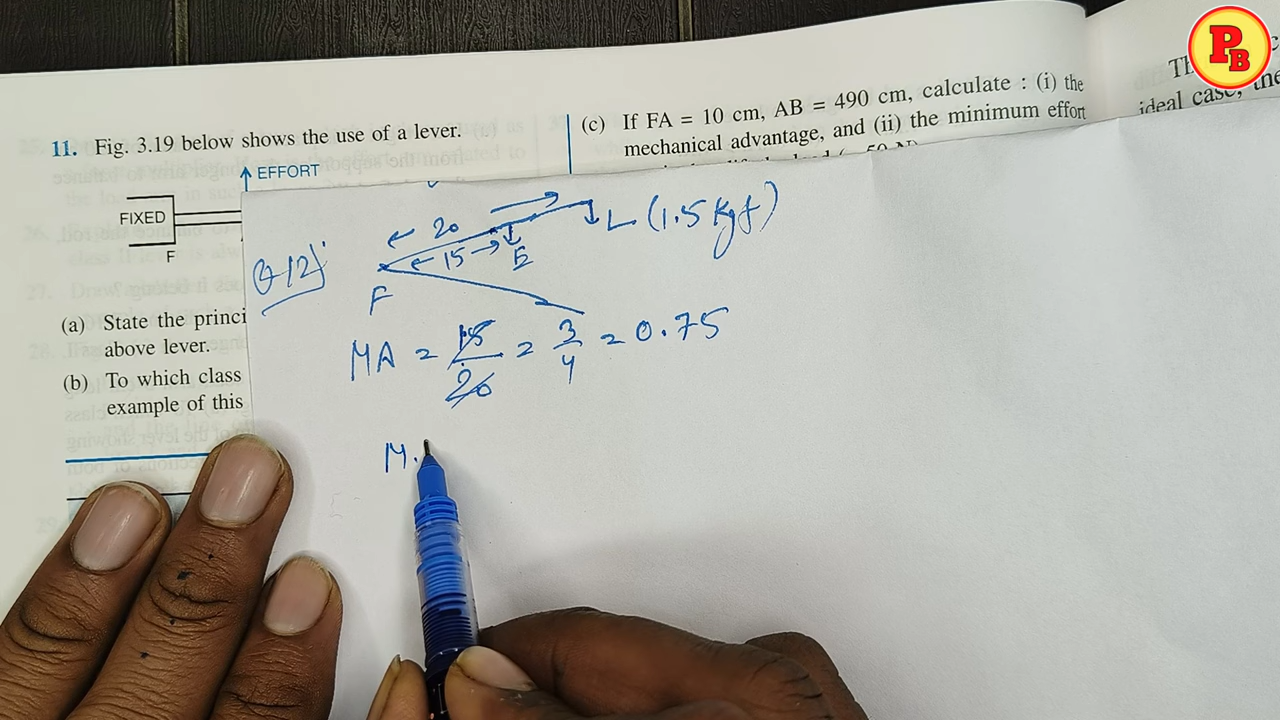 PB
11. Fig. 3.19 below shows the use of a lever.
EFFORT
FIXED
F
(a) State the princi
above lever.
(b) To which class
example of this
(c) If FA = 10 cm, AB = 490 cm, calculate : (i) the
mechanical advantage, and (ii) the minimum effort
ideal case, the
Q 12)
20
15
E
L (1.5 kgf)
F
MA = 15/20 = 3/4 = 0.75
M.